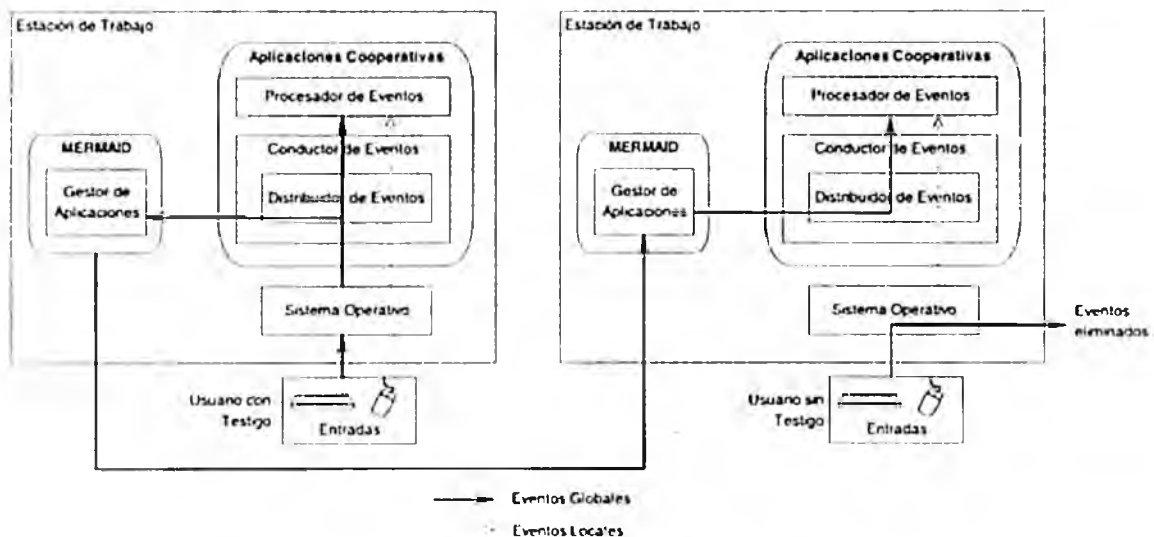 Estación de Trabajo
Aplicaciones Cooperativas
Procesador de Eventos
MERMAID
Conductor de Eventos
Gestor de
Aplicaciones
Distribuidor de Eventos
Sistema Operativo
Usuano con
Testigo
Entradas
Estación de Trabajo
Aplicaciones Cooperativas
Procesador de Eventos
MERMAID
Conductor de Eventos
Gestor de
Aplicaciones
Distribuidor de Eventos
Sistema Operativo
Eventos
eliminados
Usuano sin
Testigo
Entradas
Eventos Globales
Eventos Locales